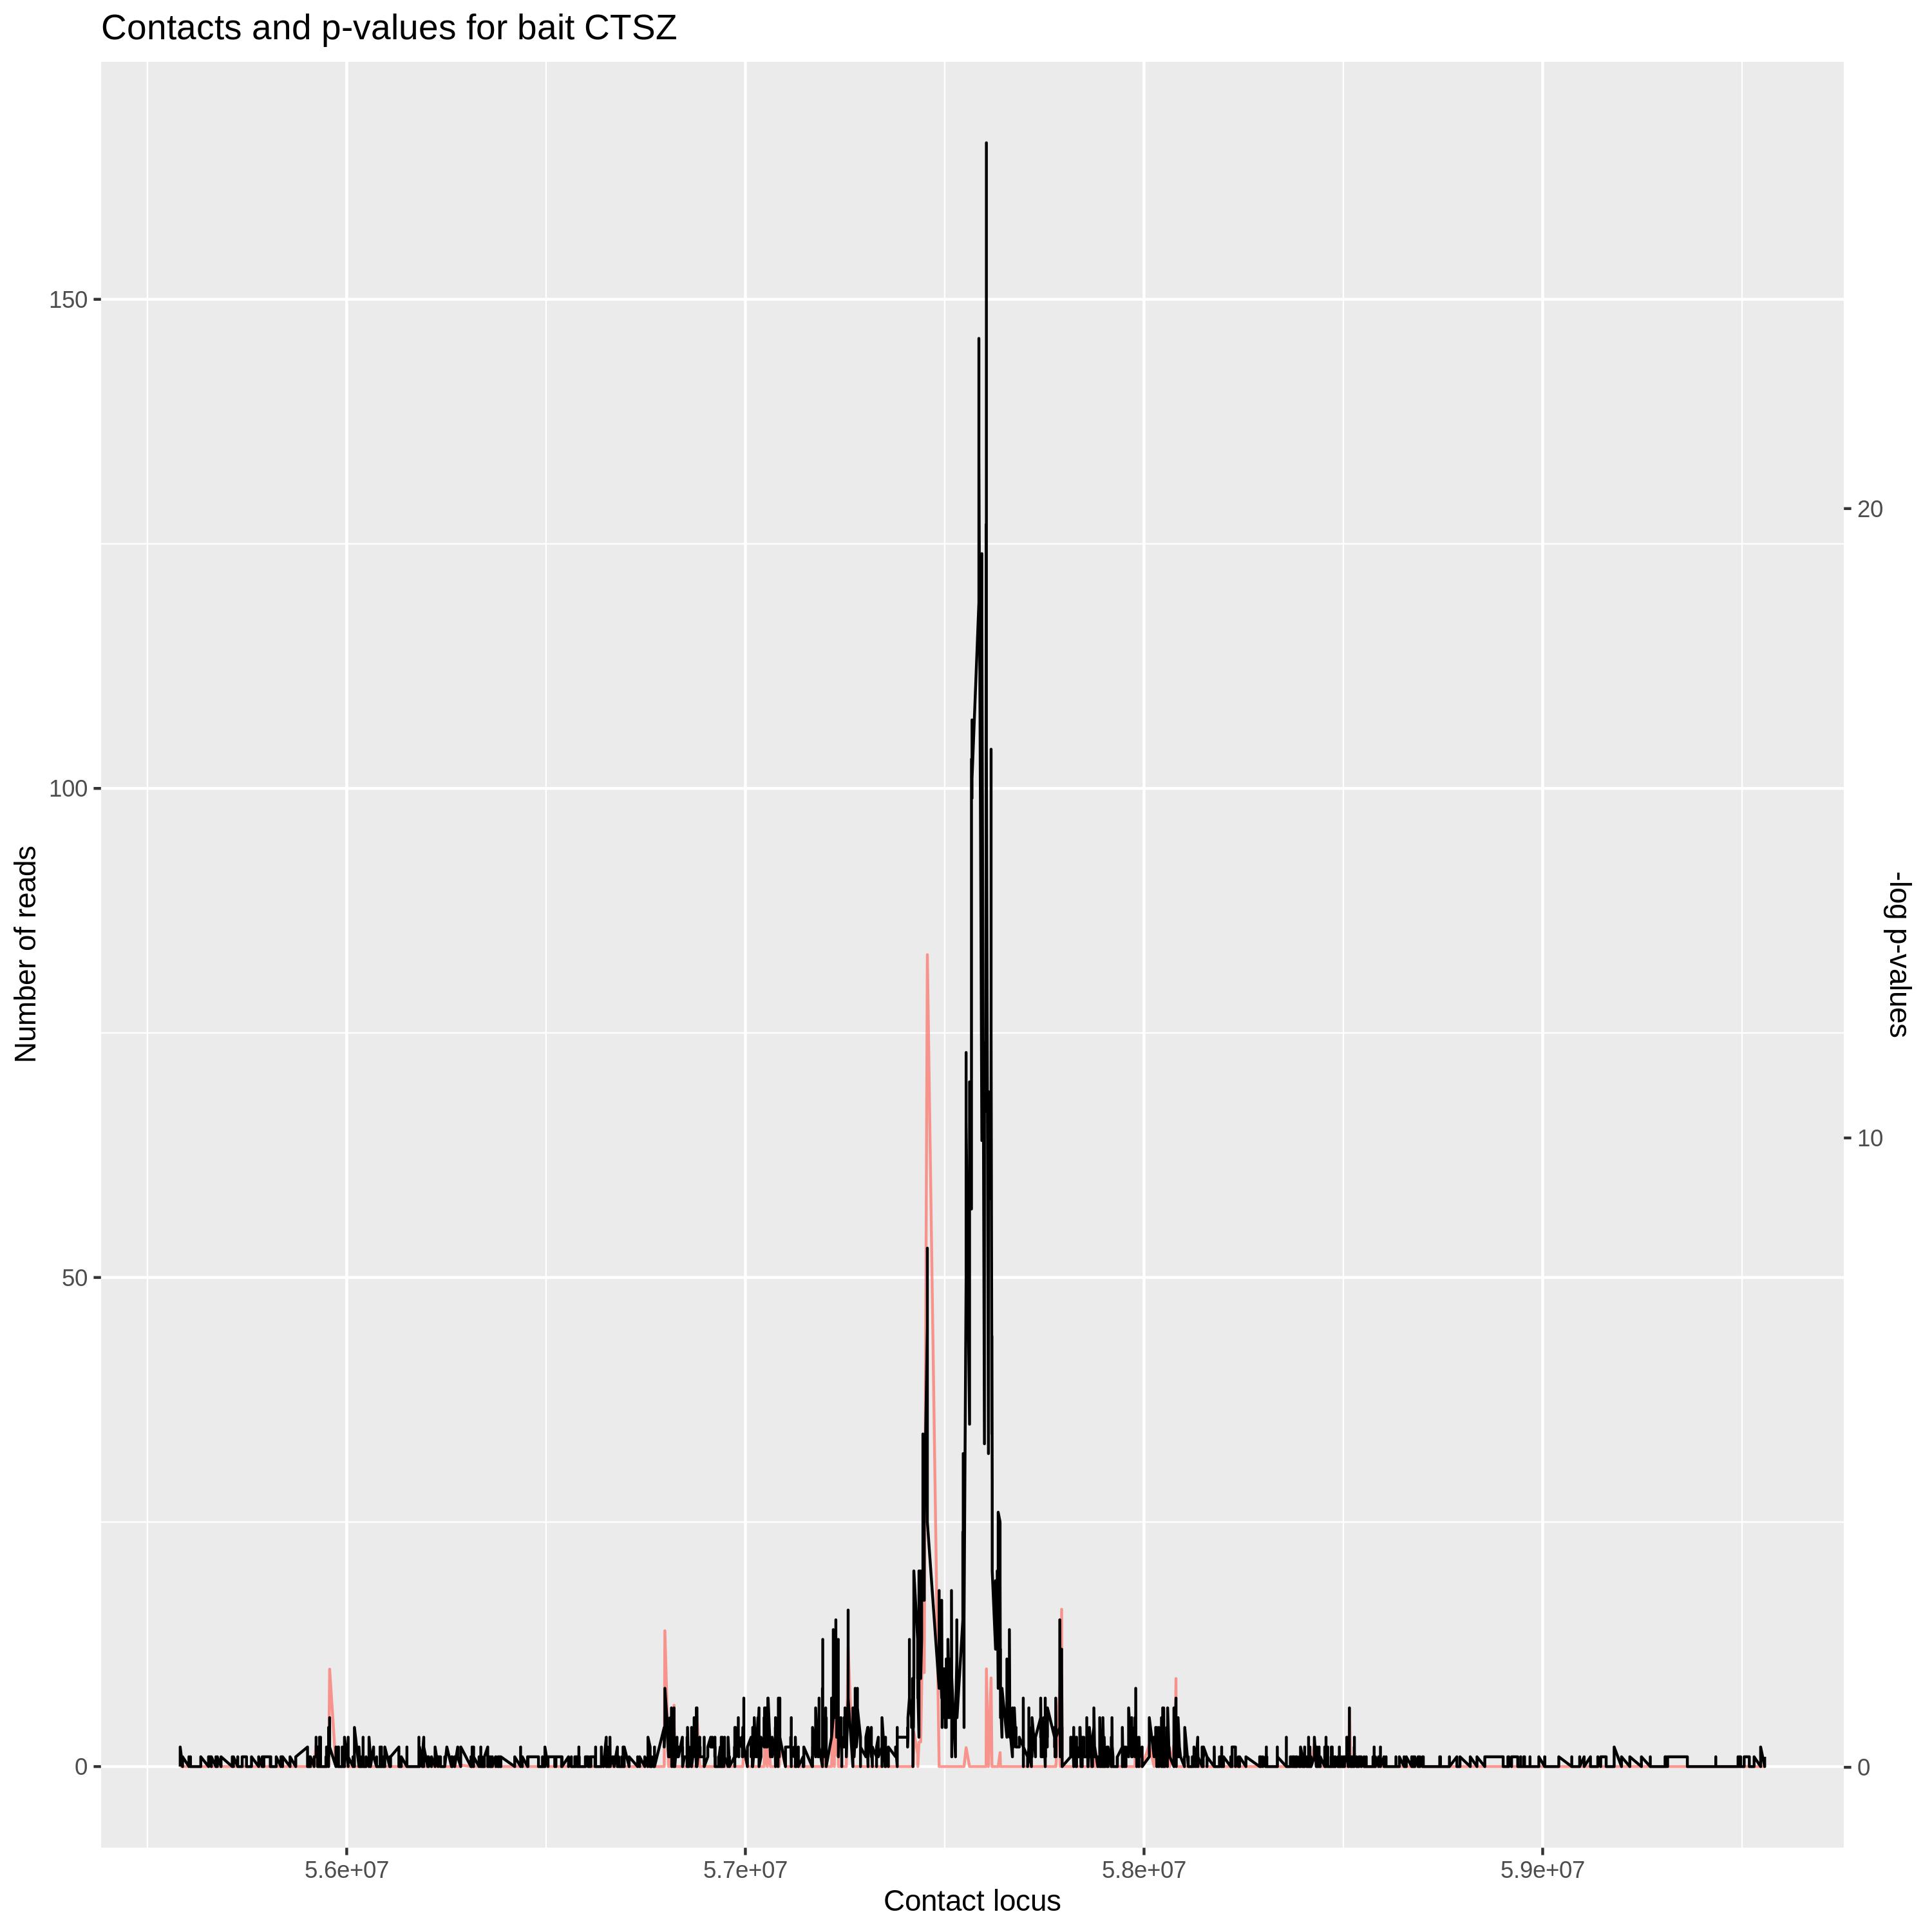 Contacts and p-values for bait CTSZ
150
100
50
0
Number of reads
20
10
0
-log p-values
5.6e+07
5.7e+07
5.8e+07
5.9e+07
Contact locus